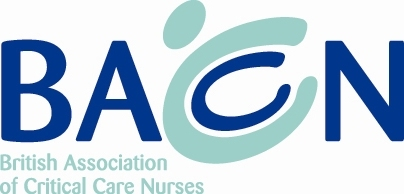 BACCN
British Association
of Critical Care Nurses